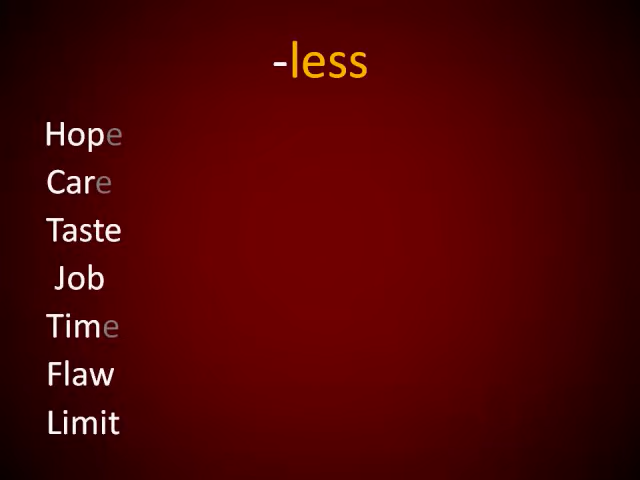 -less
Hope
Care
Taste
Job
Time
Flaw
Limit